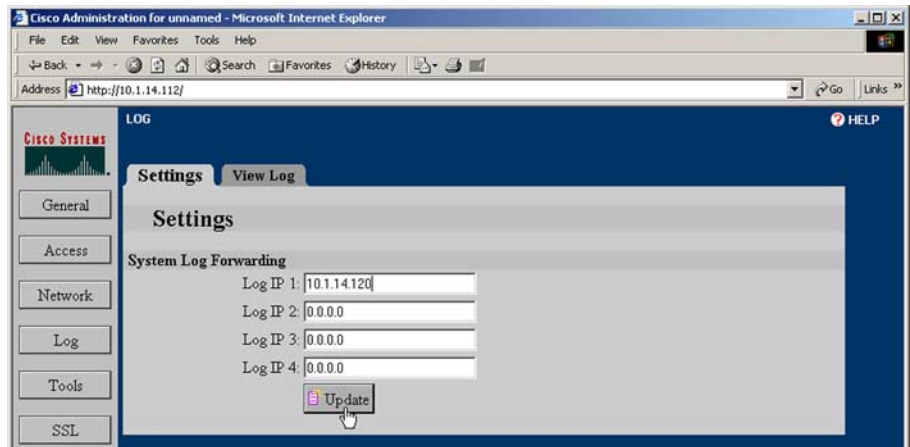 Cisco Administration for unnamed - Microsoft Internet Explorer
File Edit View Favorites Tools Help
Back Search Favorites History
Address http://10.1.14.112/ Go Links »
LOG HELP
CISCO SYSTEMS
Settings View Log
General
Settings
Access
System Log Forwarding
Log IP 1: 10.1.14.120
Network
Log IP 2: 0.0.0.0
Log
Log IP 3: 0.0.0.0
Log IP 4: 0.0.0.0
Tools
Update
SSL